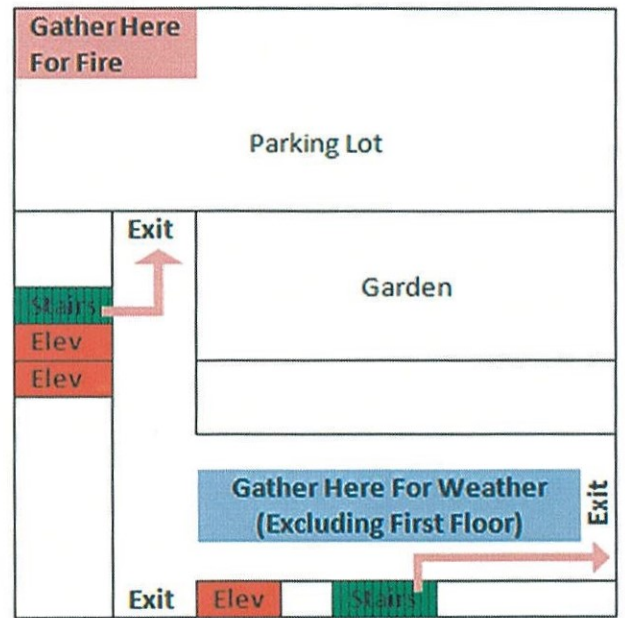 Gather Here
For Fire
Parking Lot
Exit
Garden
Stairs
Elev
Elev
Gather Here For Weather
(Excluding First Floor)
Exit
Exit
Elev
Stairs